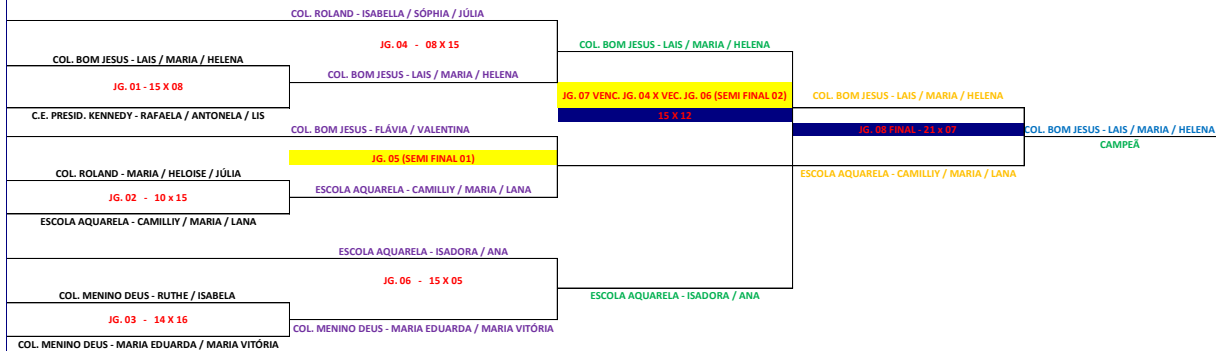 COL. ROLAND - ISABELLA / SÓPHIA / JÚLIA
JG. 04 - 08 X 15
COL. BOM JESUS - LAIS / MARIA / HELENA
COL. BOM JESUS - LAIS / MARIA / HELENA
COL. BOM JESUS - LAIS / MARIA / HELENA
JG. 01 - 15 X 08
JG. 07 VENC. JG. 04 X VEC. JG. 06 (SEMI FINAL 02)
COL. BOM JESUS - LAIS / MARIA / HELENA
C.E. PRESID. KENNEDY - RAFAELA / ANTONELA / LIS
15 X 12
COL. BOM JESUS - FLÁVIA / VALENTINA
JG. 08 FINAL - 21 x 07
COL. BOM JESUS - LAIS / MARIA / HELENA
CAMPEÃ
JG. 05 (SEMI FINAL 01)
COL. ROLAND - MARIA / HELOISE / JÚLIA
ESCOLA AQUARELA - CAMILLIY / MARIA / LANA
JG. 02 - 10 x 15
ESCOLA AQUARELA - CAMILLIY / MARIA / LANA
ESCOLA AQUARELA - CAMILLIY / MARIA / LANA
ESCOLA AQUARELA - ISADORA / ANA
JG. 06 - 15 X 05
COL. MENINO DEUS - RUTHE / ISABELA
ESCOLA AQUARELA - ISADORA / ANA
JG. 03 - 14 X 16
COL. MENINO DEUS - MARIA EDUARDA / MARIA VITÓRIA
COL. MENINO DEUS - MARIA EDUARDA / MARIA VITÓRIA